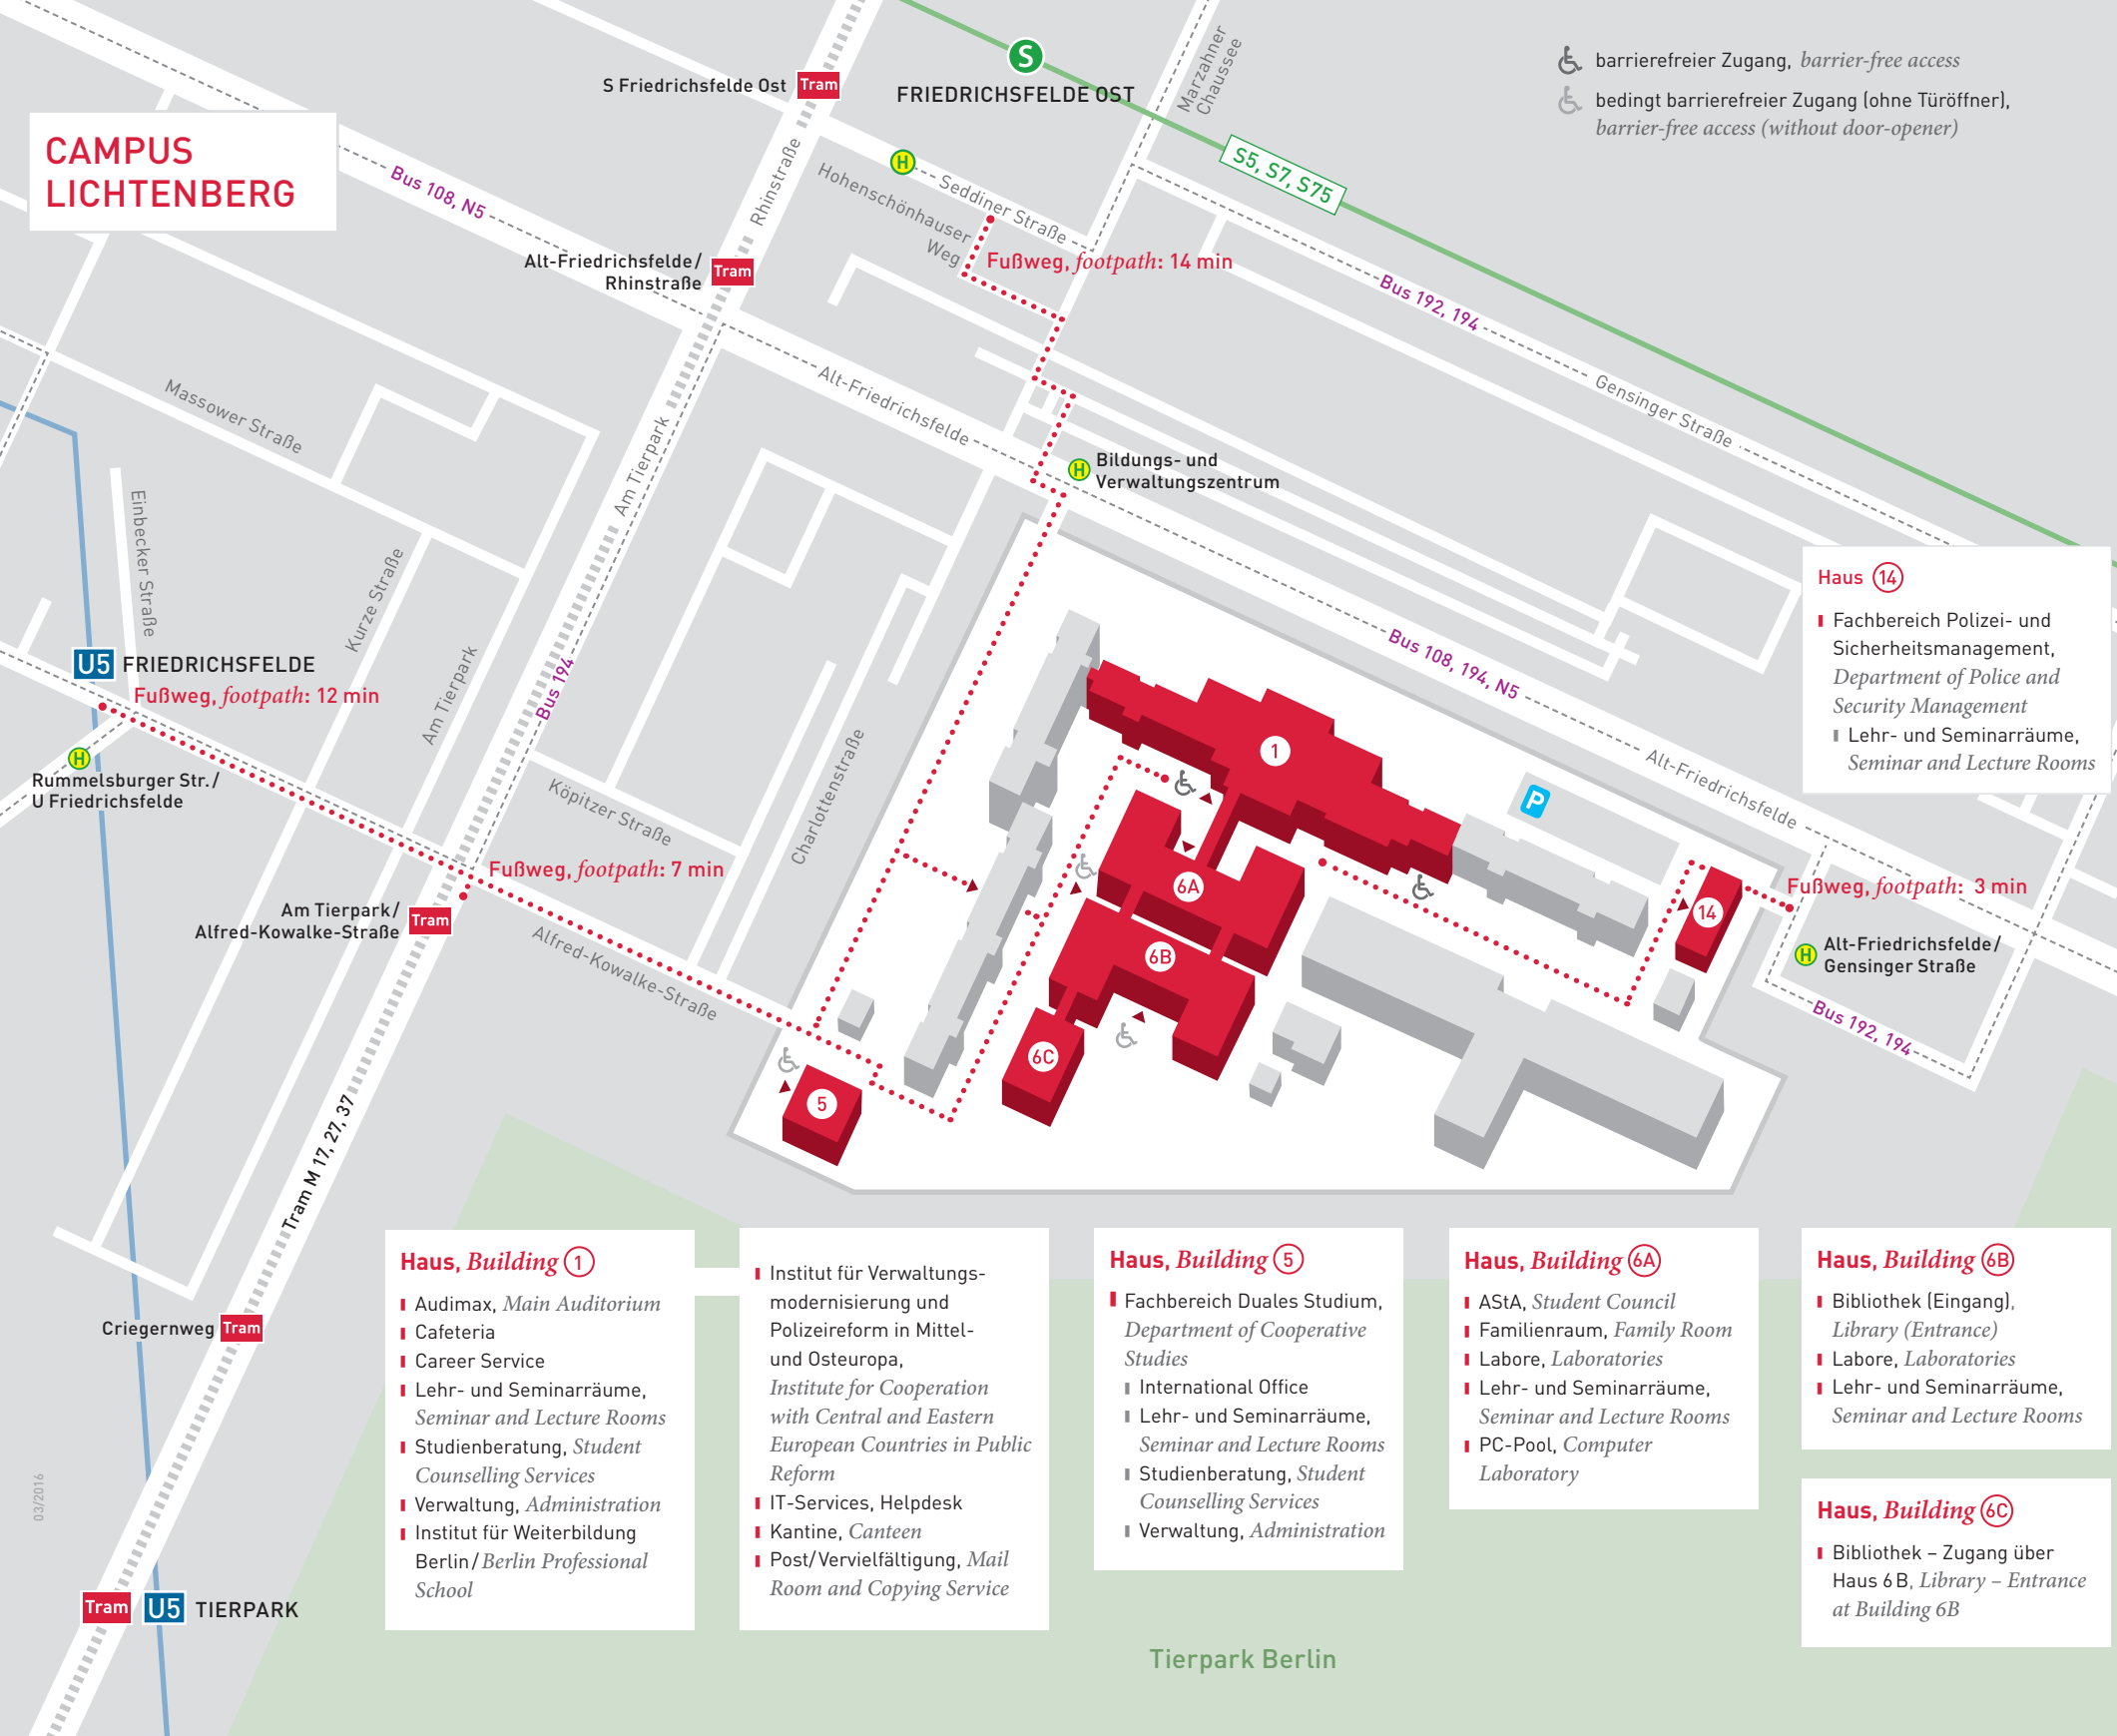 CAMPUS
LICHTENBERG
S Friedrichsfelde Ost
Tram
S
FRIEDRICHSFELDE OST
Marzahner
Chaussee
barrierefreier Zugang, barrier-free access
bedingt barrierefreier Zugang (ohne Türöffner),
barrier-free access (without door-opener)
S5, S7, S75
Bus 108, N5
Rhinstraße
H
Seddiner Straße
Hohenschönhauser
Weg
Fußweg, footpath: 14 min
Alt-Friedrichsfelde/
Rhinstraße
Tram
Bus 192, 194
Gensinger Straße
Massower Straße
Alt-Friedrichsfelde
Am Tierpark
H
Bildungs- und
Verwaltungszentrum
Einbecker Straße
Kurze Straße
Am Tierpark
Bus 194
U5 FRIEDRICHSFELDE
Fußweg, footpath: 12 min
H
Rummelsburger Str./
U Friedrichsfelde
Köpitzer Straße
Charlottenstraße
Bus 108, 194, N5
Alt-Friedrichsfelde
Haus 14
Fachbereich Polizei- und
Sicherheitsmanagement,
Department of Police and
Security Management
Lehr- und Seminarräume,
Seminar and Lecture Rooms
1
P
6A
6B
6C
5
14
Fußweg, footpath: 7 min
Am Tierpark/
Alfred-Kowalke-Straße
Tram
Alfred-Kowalke-Straße
Fußweg, footpath: 3 min
H
Alt-Friedrichsfelde/
Gensinger Straße
Bus 192, 194
Tram M 17, 27, 37
Criegernweg
Tram
Tram
U5 TIERPARK
03/2016
Haus, Building 1
Audimax, Main Auditorium
Cafeteria
Career Service
Lehr- und Seminarräume,
Seminar and Lecture Rooms
Studienberatung, Student
Counselling Services
Verwaltung, Administration
Institut für Weiterbildung
Berlin/Berlin Professional
School
Institut für Verwaltungs-
modernisierung und
Polizeireform in Mittel-
und Osteuropa,
Institute for Cooperation
with Central and Eastern
European Countries in Public
Reform
IT-Services, Helpdesk
Kantine, Canteen
Post/Vervielfältigung, Mail
Room and Copying Service
Haus, Building 5
Fachbereich Duales Studium,
Department of Cooperative
Studies
International Office
Lehr- und Seminarräume,
Seminar and Lecture Rooms
Studienberatung, Student
Counselling Services
Verwaltung, Administration
Haus, Building 6A
AStA, Student Council
Familienraum, Family Room
Labore, Laboratories
Lehr- und Seminarräume,
Seminar and Lecture Rooms
PC-Pool, Computer
Laboratory
Haus, Building 6B
Bibliothek (Eingang),
Library (Entrance)
Labore, Laboratories
Lehr- und Seminarräume,
Seminar and Lecture Rooms
Haus, Building 6C
Bibliothek – Zugang über
Haus 6 B, Library – Entrance
at Building 6B
Tierpark Berlin